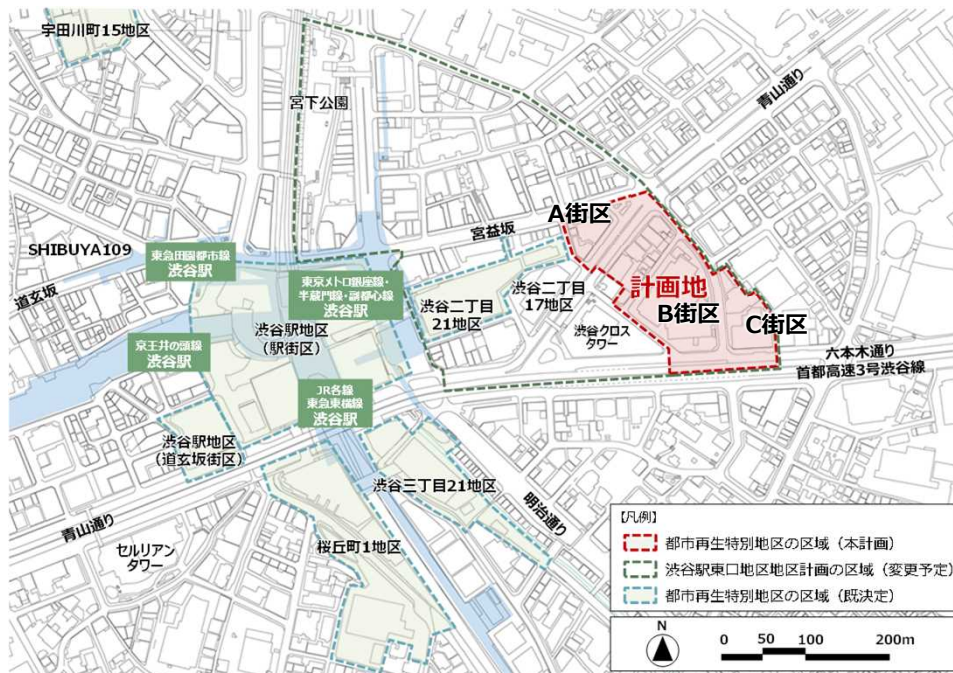 宇田川町15地区
宮下公園
青山通り
A街区
宮益坂
SHIBUYA109
東急田園都市線
渋谷駅
道玄坂
東京メトロ銀座線・
半蔵門線・副都心線
渋谷駅
渋谷二丁目
17地区
計画地
B街区
C街区
渋谷二丁目
21地区
渋谷駅地区
(駅街区)
渋谷クロス
タワー
京王井の頭線
渋谷駅
六本木通り
首都高速3号渋谷線
JR各線
東急東横線
渋谷駅
渋谷駅地区
(道玄坂街区)
渋谷三丁目21地区
明治通り
青山通り
セルリアン
タワー
桜丘町1地区
【凡例】
都市再生特別地区の区域(本計画)
渋谷駅東口地区地区計画の区域(変更予定)
都市再生特別地区の区域(既決定)
N
0 50 100 200m